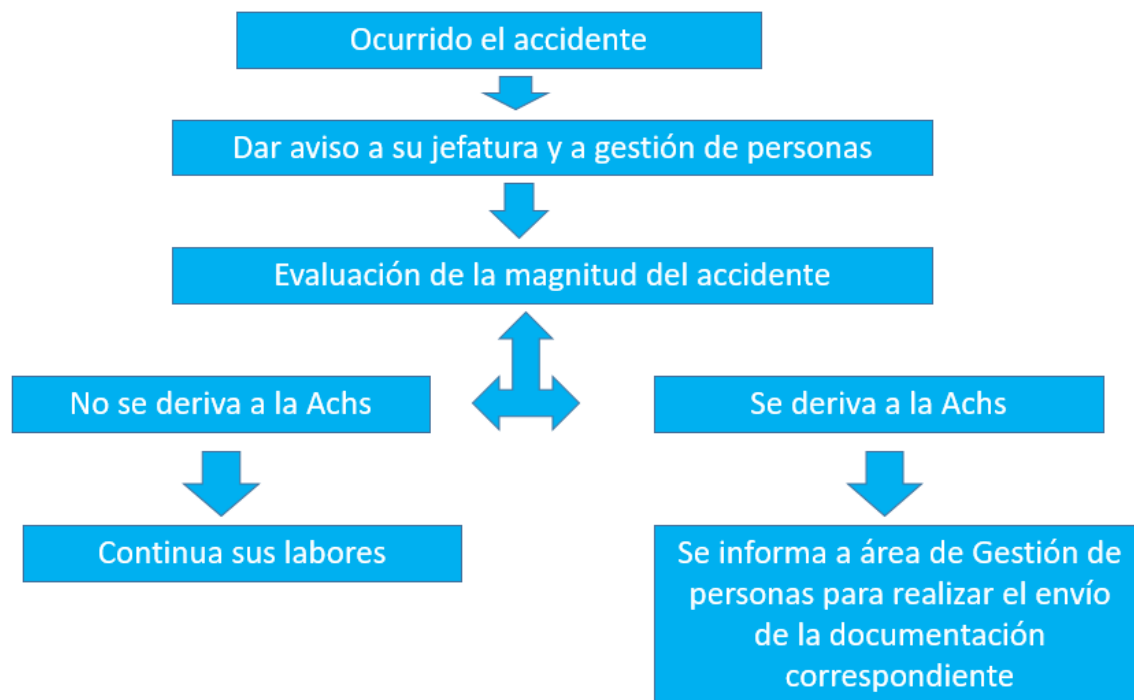 Ocurrido el accidente
Dar aviso a su jefatura y a gestión de personas
Evaluación de la magnitud del accidente
No se deriva a la Achs
Se deriva a la Achs
Continua sus labores
Se informa a área de Gestión de
personas para realizar el envío
de la documentación
correspondiente